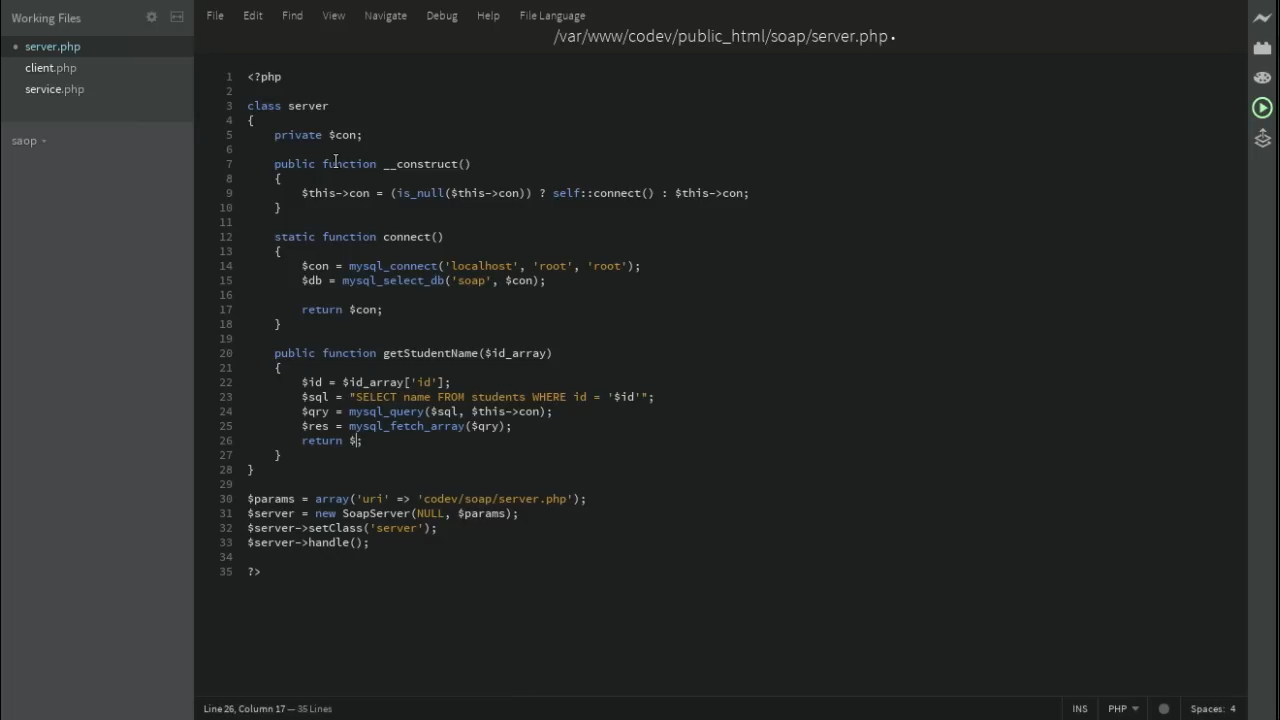 Working Files
server.php
client.php
service.php
saop
File Edit Find View Navigate Debug Help File Language
/var/www/codev/public_html/soap/server.php •
1 <?php
2
3 class server
4 {
5     private $con;
6
7     public function __construct()
8     {
9         $this->con = (is_null($this->con)) ? self::connect() : $this->con;
10     }
11
12     static function connect()
13     {
14         $con = mysql_connect('localhost', 'root', 'root');
15         $db = mysql_select_db('soap', $con);
16
17         return $con;
18     }
19
20     public function getStudentName($id_array)
21     {
22         $id = $id_array['id'];
23         $sql = "SELECT name FROM students WHERE id = '$id'";
24         $qry = mysql_query($sql, $this->con);
25         $res = mysql_fetch_array($qry);
26         return $;
27     }
28 }
29
30 $params = array('uri' => 'codev/soap/server.php');
31 $server = new SoapServer(NULL, $params);
32 $server->setClass('server');
33 $server->handle();
34
35 ?>
Line 26, Column 17 — 35 Lines
INS PHP Spaces: 4